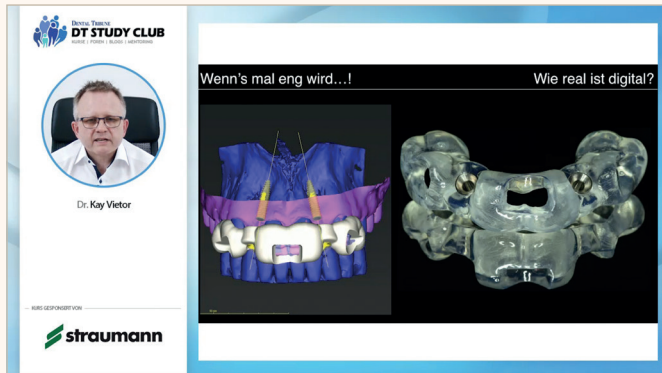 DENTAL TRIBUNE
DT STUDY CLUB
KURSE | FOREN | BLOGS | MENTORING
Wenn's mal eng wird…!
Wie real ist digital?
Dr. Kay Vietor
KURS GESPONSERT VON
straumann